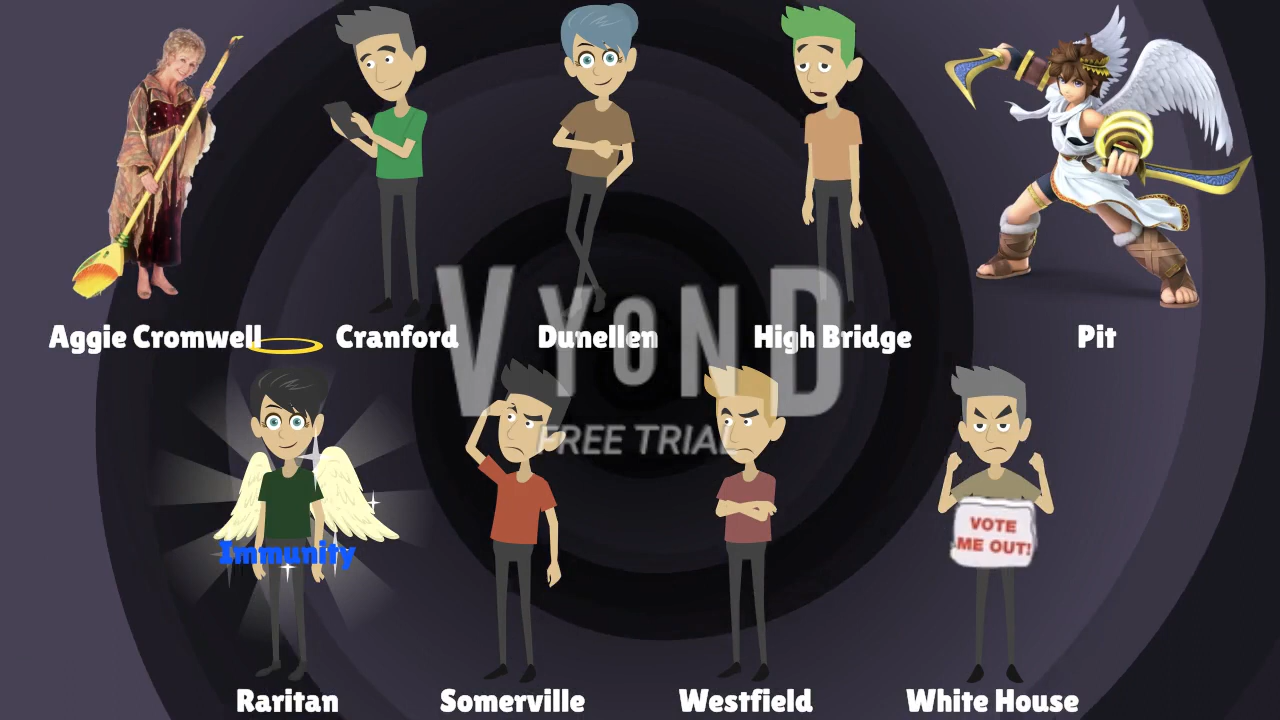 Aggie Cromwell
Cranford
Dunellen
High Bridge
Pit
VYOND
FREE TRIAL
Immunity
VOTE
ME OUT!
Raritan
Somerville
Westfield
White House